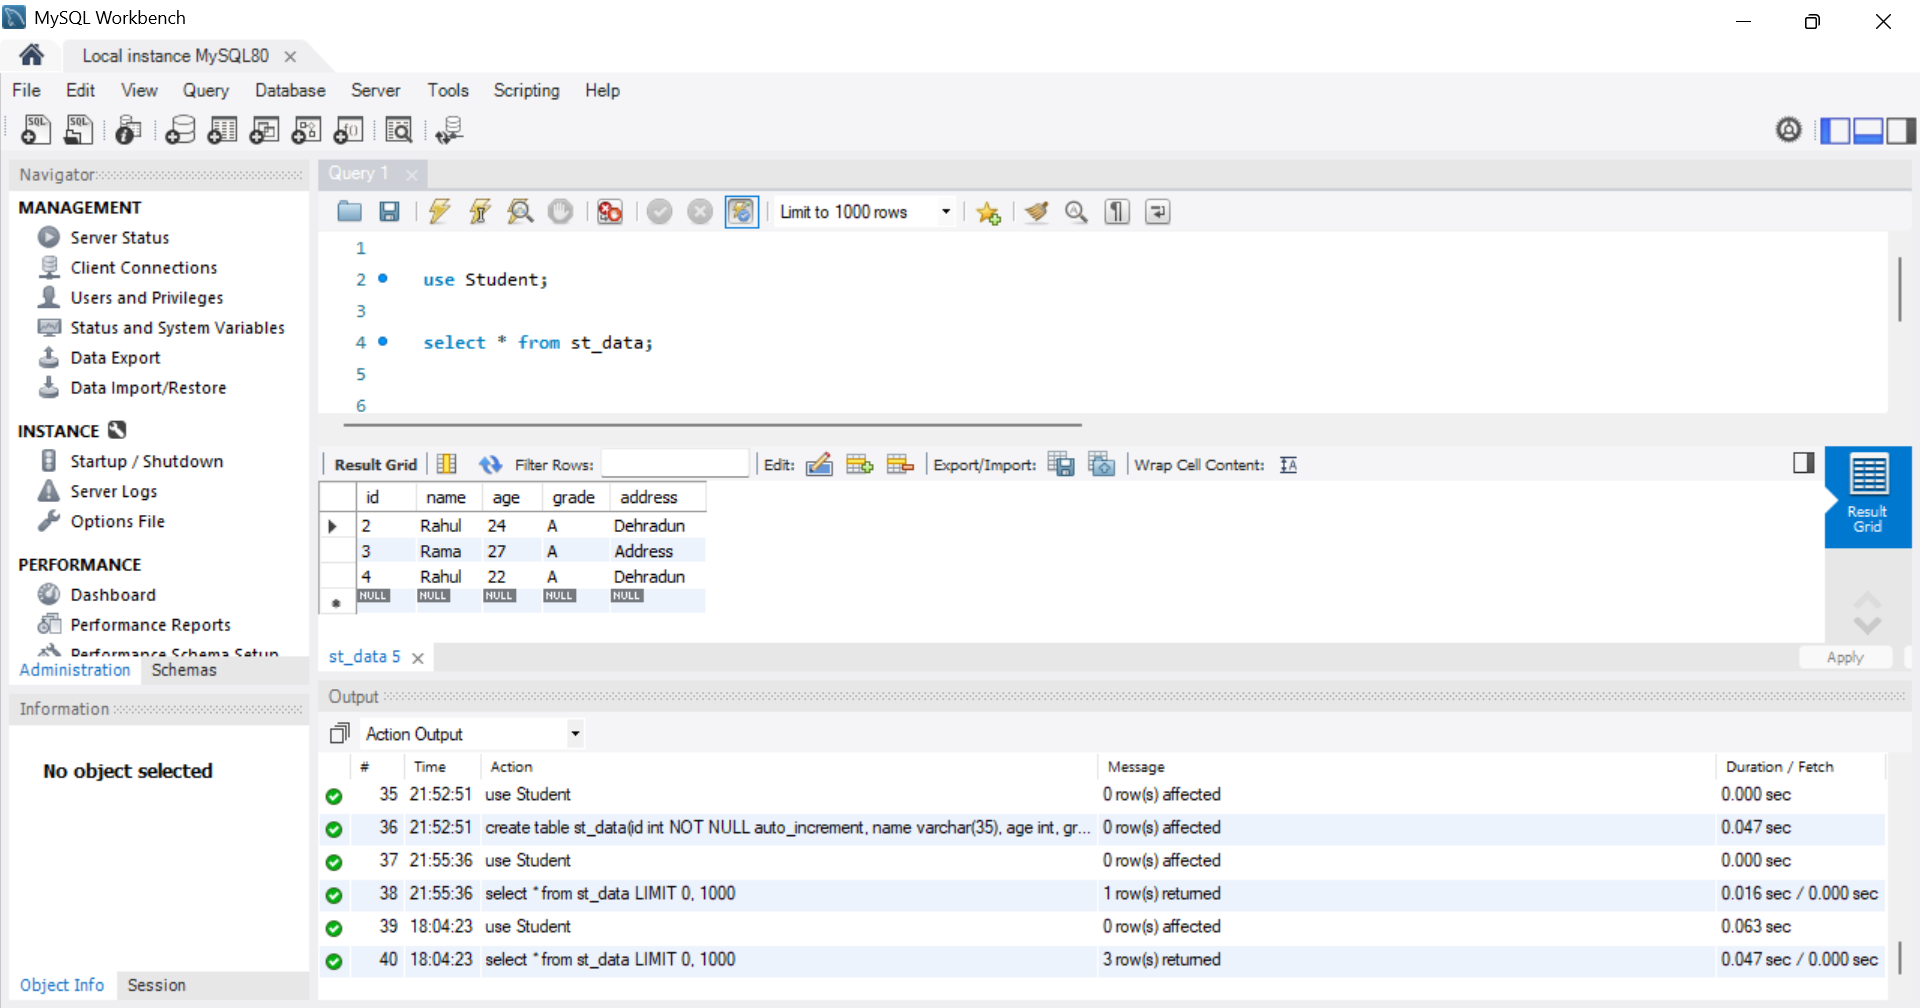 MySQL Workbench
Local instance MySQL80
File Edit View Query Database Server Tools Scripting Help
Navigator
MANAGEMENT
Server Status
Client Connections
Users and Privileges
Status and System Variables
Data Export
Data Import/Restore
INSTANCE
Startup / Shutdown
Server Logs
Options File
PERFORMANCE
Dashboard
Performance Reports
Performance Schema Setup
Administration Schemas
Information
No object selected
Object Info Session
Query 1
Limit to 1000 rows
1
2 use Student;
3
4 select * from st_data;
5
6
Result Grid Filter Rows: Edit: Export/Import: Wrap Cell Content:
id name age grade address
2 Rahul 24 A Dehradun
3 Rama 27 A Address
4 Rahul 22 A Dehradun
NULL NULL NULL NULL NULL
Result
Grid
st_data 5
Apply
Output
Action Output
# Time Action Message Duration / Fetch
35 21:52:51 use Student 0 row(s) affected 0.000 sec
36 21:52:51 create table st_data(id int NOT NULL auto_increment, name varchar(35), age int, gr... 0 row(s) affected 0.047 sec
37 21:55:36 use Student 0 row(s) affected 0.000 sec
38 21:55:36 select * from st_data LIMIT 0, 1000 1 row(s) returned 0.016 sec / 0.000 sec
39 18:04:23 use Student 0 row(s) affected 0.063 sec
40 18:04:23 select * from st_data LIMIT 0, 1000 3 row(s) returned 0.047 sec / 0.000 sec